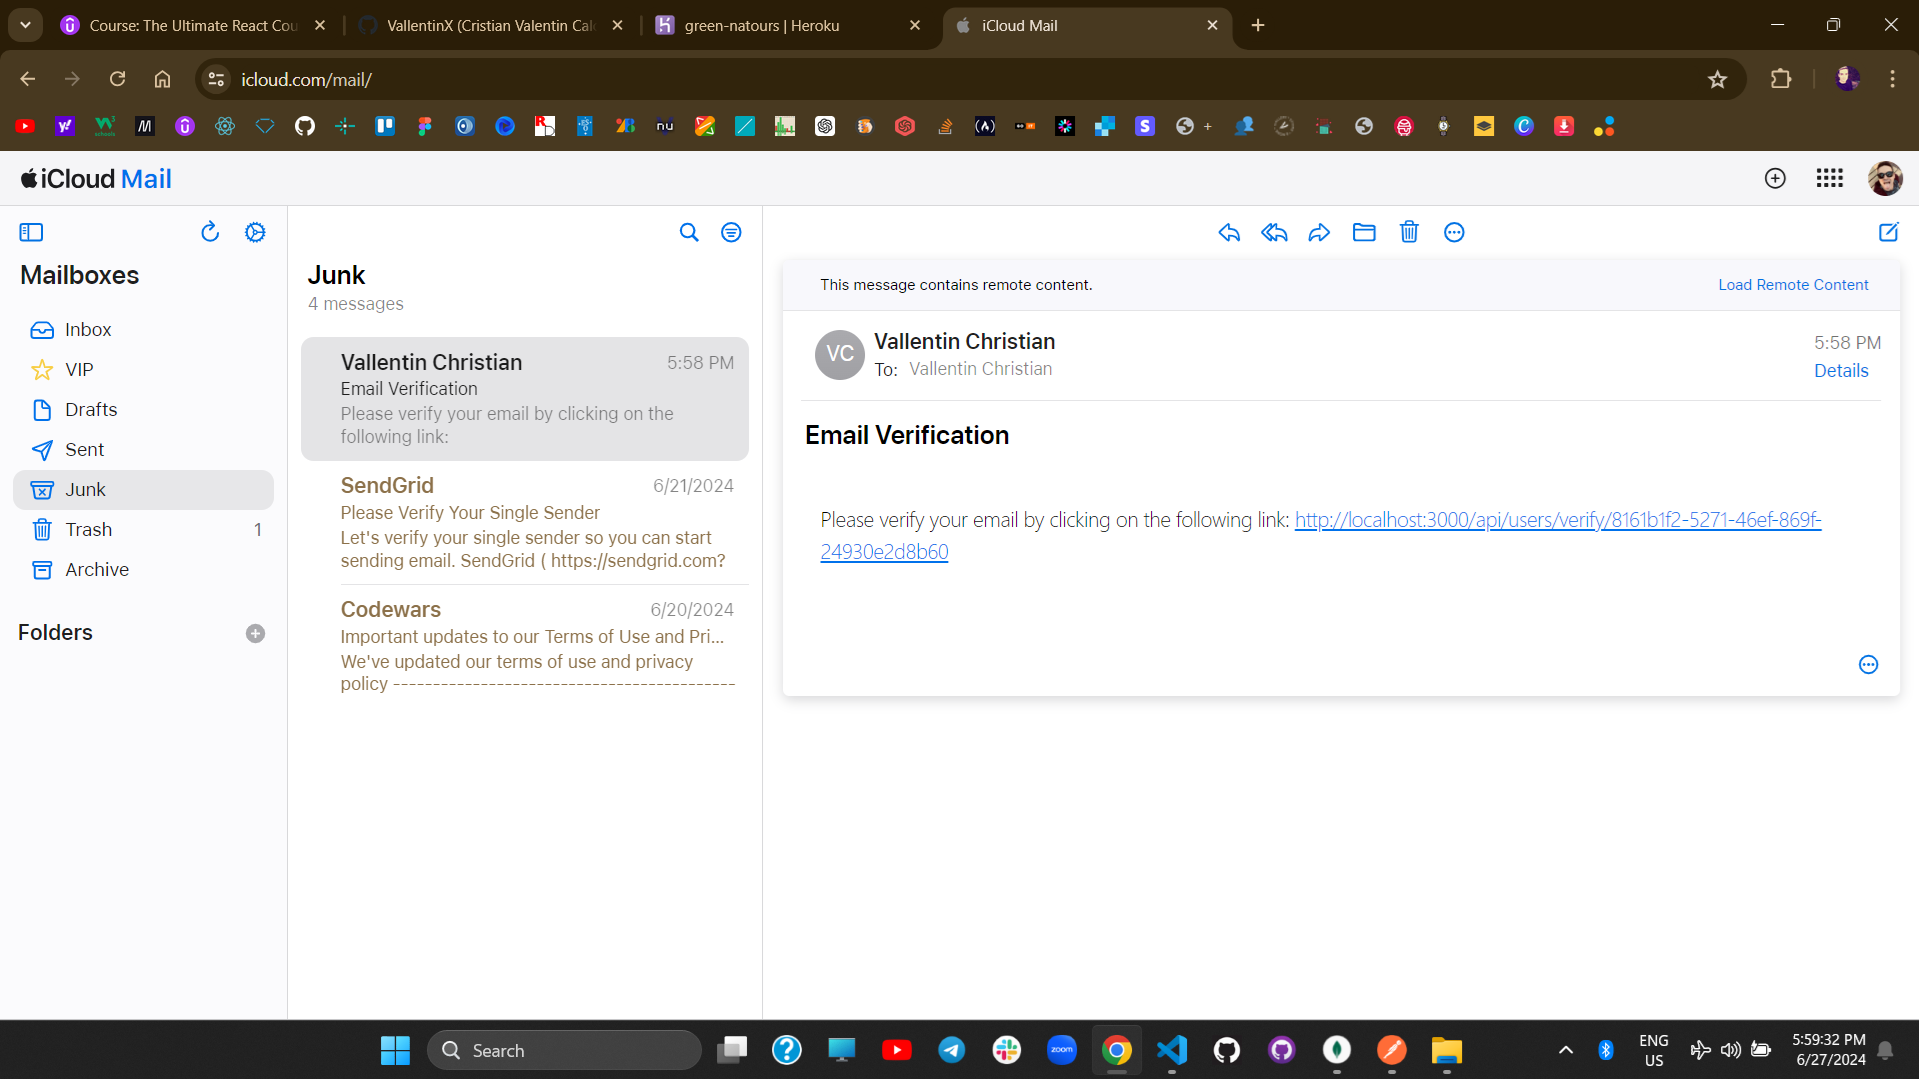 Course: The Ultimate React Cou
VallentinX (Cristian Valentin Calc
green-natours | Heroku
iCloud Mail
icloud.com/mail/
iCloud Mail
Mailboxes
Inbox
VIP
Drafts
Sent
Junk
Trash 1
Archive
Folders
Junk
4 messages
Vallentin Christian 5:58 PM
Email Verification
Please verify your email by clicking on the
following link:
SendGrid 6/21/2024
Please Verify Your Single Sender
Let's verify your single sender so you can start
sending email. SendGrid ( https://sendgrid.com?
Codewars 6/20/2024
Important updates to our Terms of Use and Pri...
We've updated our terms of use and privacy
policy -------------------------------------------
This message contains remote content. Load Remote Content
VC
Vallentin Christian 5:58 PM
To: Vallentin Christian Details
Email Verification
Please verify your email by clicking on the following link: http://localhost:3000/api/users/verify/8161b1f2-5271-46ef-869f-
24930e2d8b60
Search
zoom
ENG
US
5:59:32 PM
6/27/2024